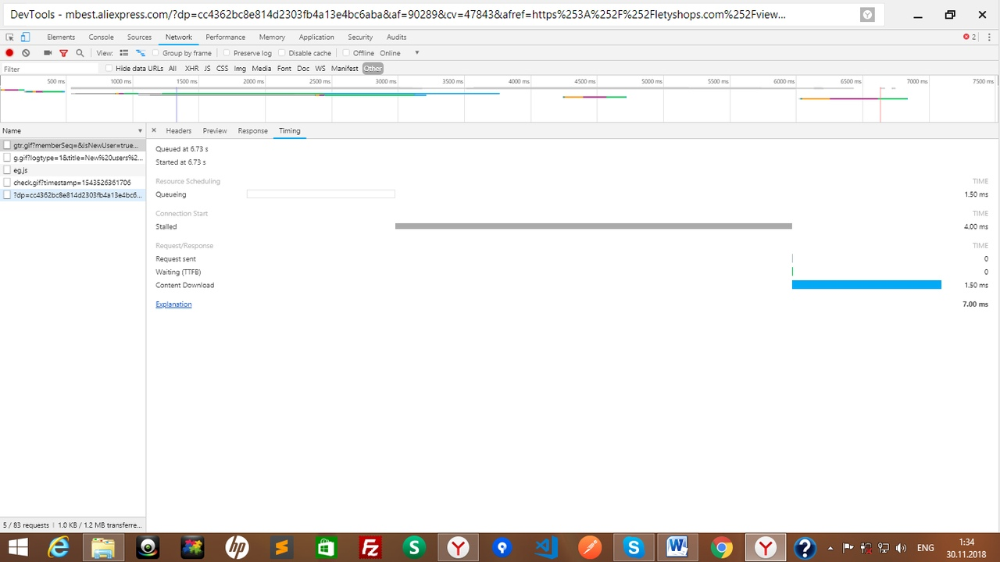 DevTools - mbest.aliexpress.com/?dp=cc4362bc8e814d2303fb4a13e4bc6aba&af=90289&cv=47843&afref=https%253A%252F%252Fletyshops.com%252Fview...
Elements Console Sources Network Performance Memory Application Security Audits 2
View: Group by frame Preserve log Disable cache Offline Online
Filter Hide data URLs All XHR JS CSS Img Media Font Doc WS Manifest Other
500 ms 1000 ms 1500 ms 2000 ms 2500 ms 3000 ms 3500 ms 4000 ms 4500 ms 5000 ms 5500 ms 6000 ms 6500 ms 7000 ms 7500 ms
Name Headers Preview Response Timing
gtr.gif?memberSeq=&isNewUser=true...
g.gif?logtype=1&title=New%20users%2...
eg.js
check.gif?timestamp=1543526361706
?dp=cc4362bc8e814d2303fb4a13e4bc6...
Queued at 6.73 s
Started at 6.73 s
Resource Scheduling TIME
Queueing 1.50 ms
Connection Start TIME
Stalled 4.00 ms
Request/Response TIME
Request sent 0
Waiting (TTFB) 0
Content Download 1.50 ms
Explanation 7.00 ms
5 / 83 requests | 1.0 KB / 1.2 MB transferre...
ENG 1:34
30.11.2018